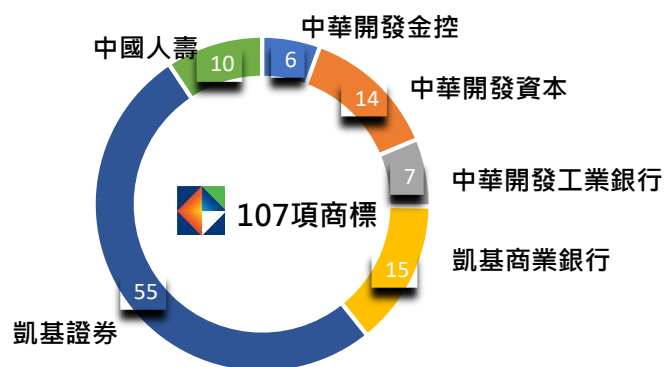 中華開發金控
6
中國人壽
10
中華開發資本
14
中華開發工業銀行
7
107項商標
凱基商業銀行
15
55
凱基證券